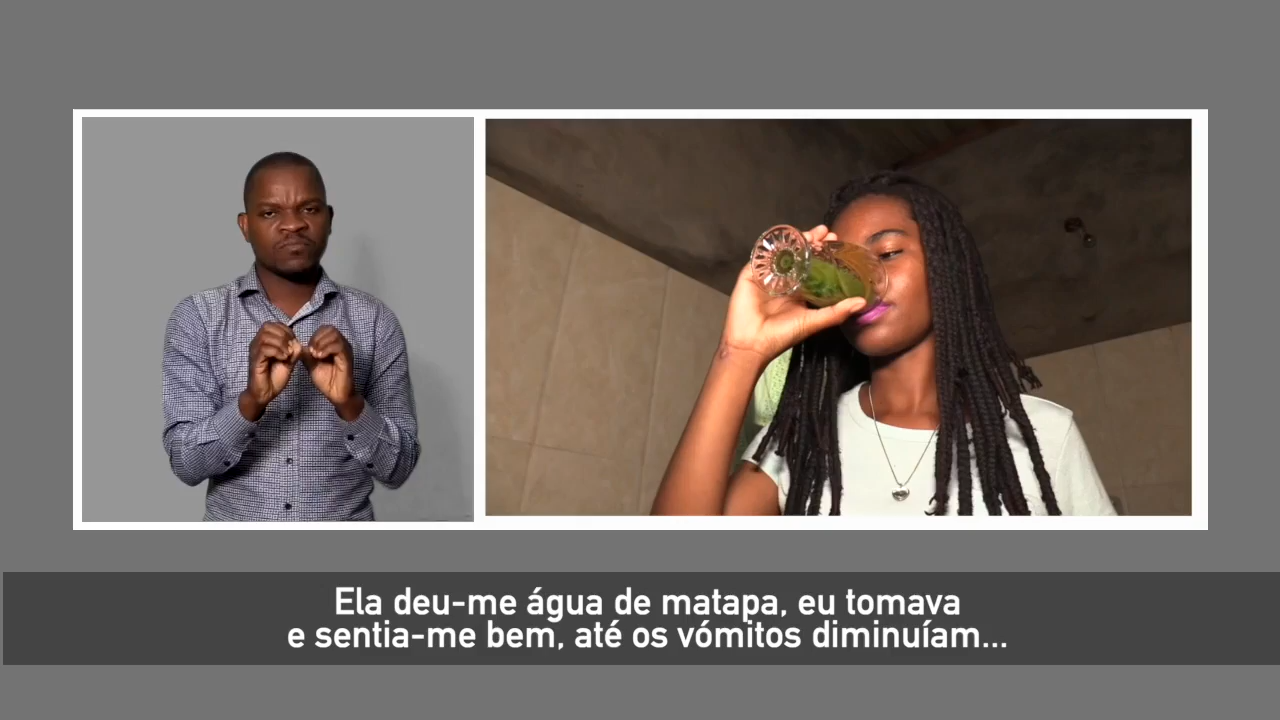 Ela deu-me água de matapa, eu tomava
e sentia-me bem, até os vómitos diminuíam...